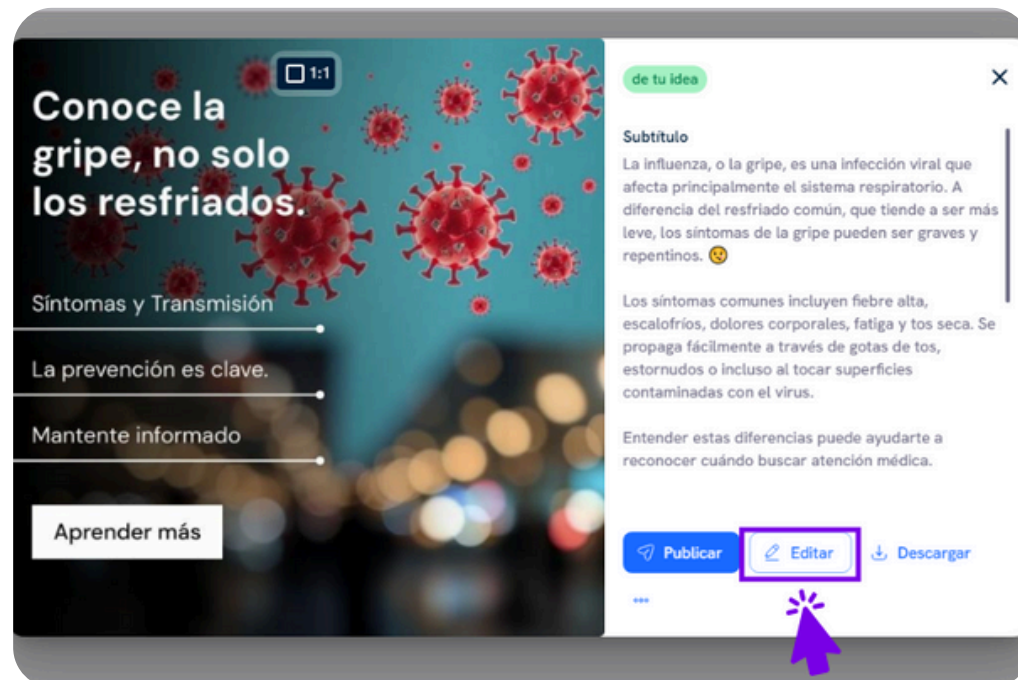 1:1
Conoce la
gripe, no solo
los resfriados.
Síntomas y Transmisión
La prevención es clave.
Mantente informado
Aprender más
de tu idea
Subtítulo
La influenza, o la gripe, es una infección viral que
afecta principalmente el sistema respiratorio. A
diferencia del resfriado común, que tiende a ser más
leve, los síntomas de la gripe pueden ser graves y
repentinos. 🤨
Los síntomas comunes incluyen fiebre alta,
escalofríos, dolores corporales, fatiga y tos seca. Se
propaga fácilmente a través de gotas de tos,
estornudos o incluso al tocar superficies
contaminadas con el virus.
Entender estas diferencias puede ayudarte a
reconocer cuándo buscar atención médica.
Publicar
Editar
Descargar